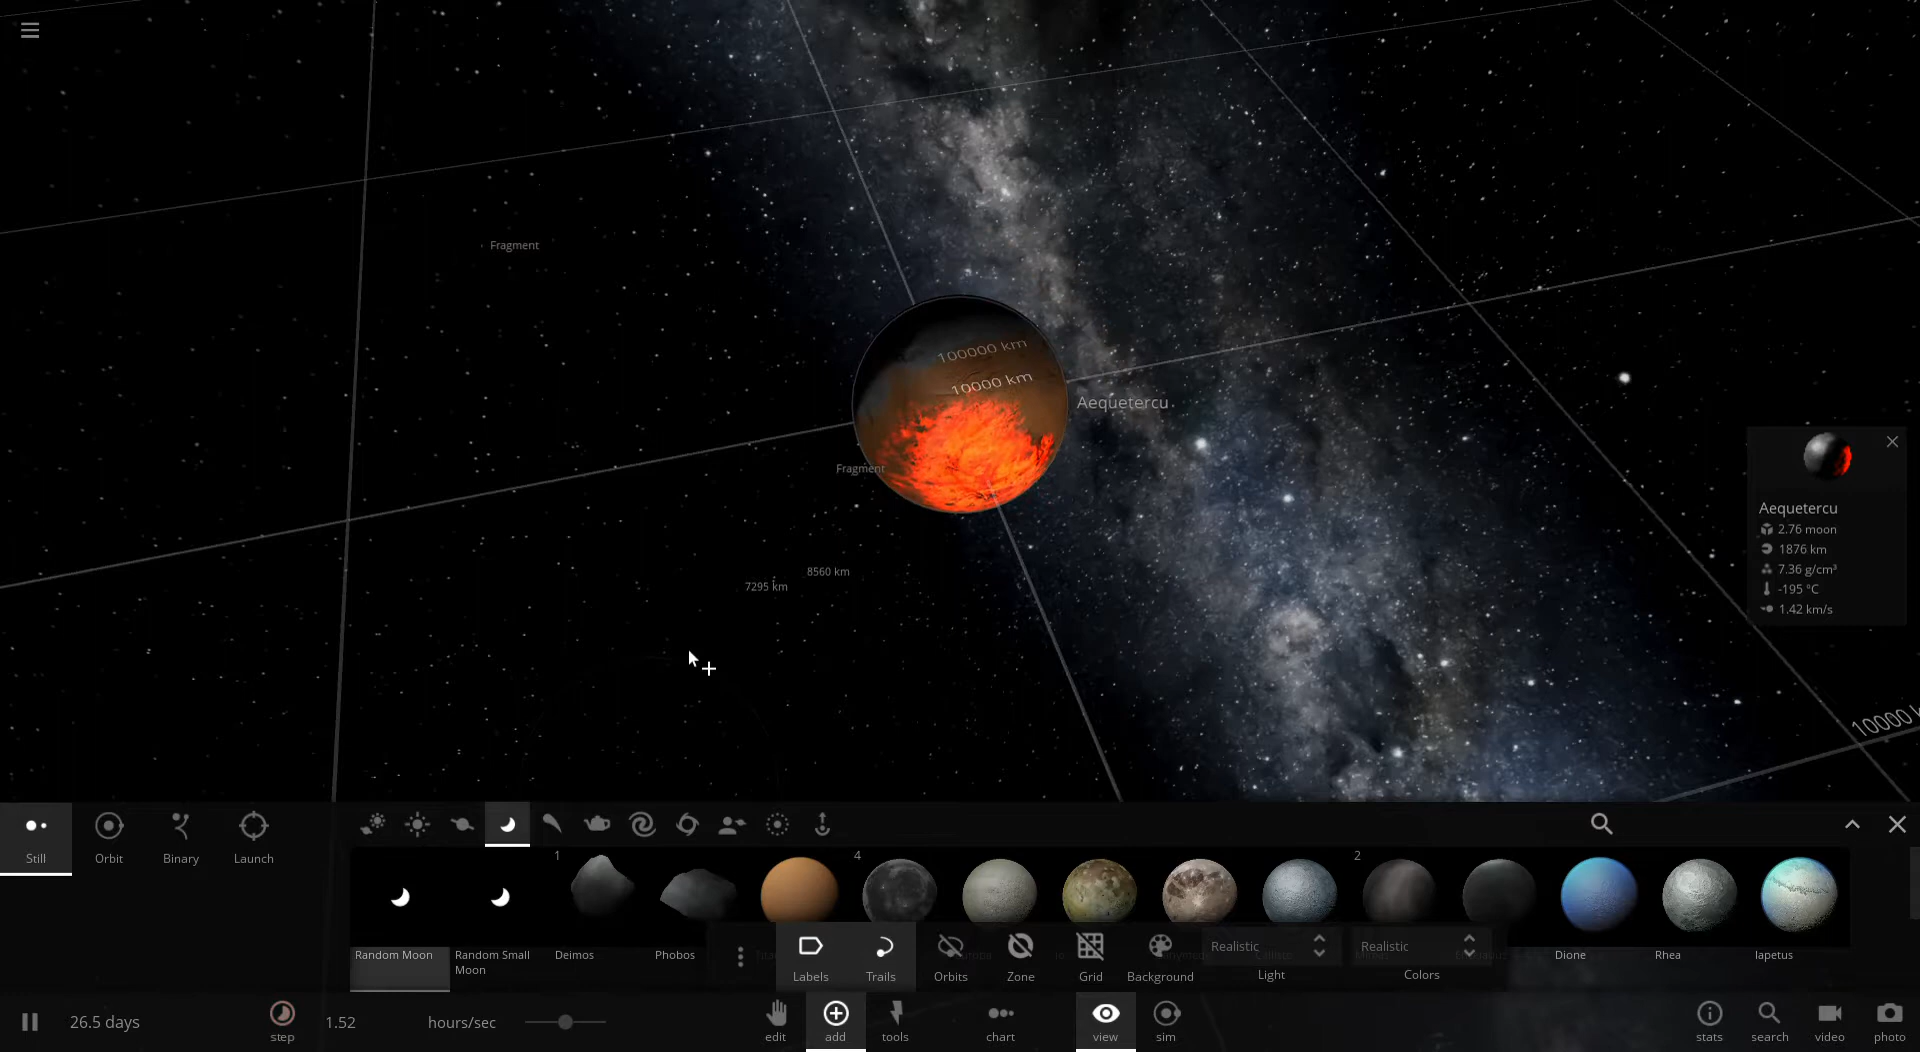 Fragment
100000 km
10000 km
Aequetercu
Fragment
8560 km
7295 km
Aequetercu
2.76 moon
1876 km
7.36 g/cm³
-195 °C
1.42 km/s
10000 k
Still
Orbit
Binary
Launch
1
4
2
Random Moon
Random Small
Moon
Deimos
Phobos
Dione
Rhea
Iapetus
Labels
Trails
Orbits
Zone
Grid
Background
Realistic
Light
Realistic
Colors
26.5 days
step
1.52
hours/sec
edit
add
tools
chart
view
sim
stats
search
video
photo